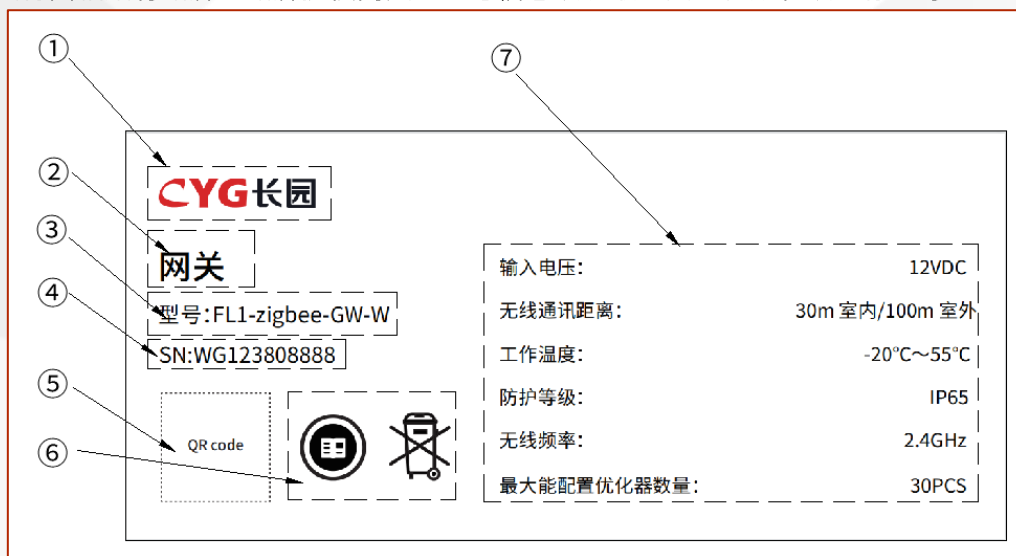 ①
⑦
CYG长园
②
网关
③
型号:FL1-zigbee-GW-W
④
SN:WG123808888
⑤
QR code
⑥
输入电压: 12VDC
无线通讯距离: 30m 室内/100m 室外
工作温度: -20°C～55°C
防护等级: IP65
无线频率: 2.4GHz
最大能配置优化器数量: 30PCS